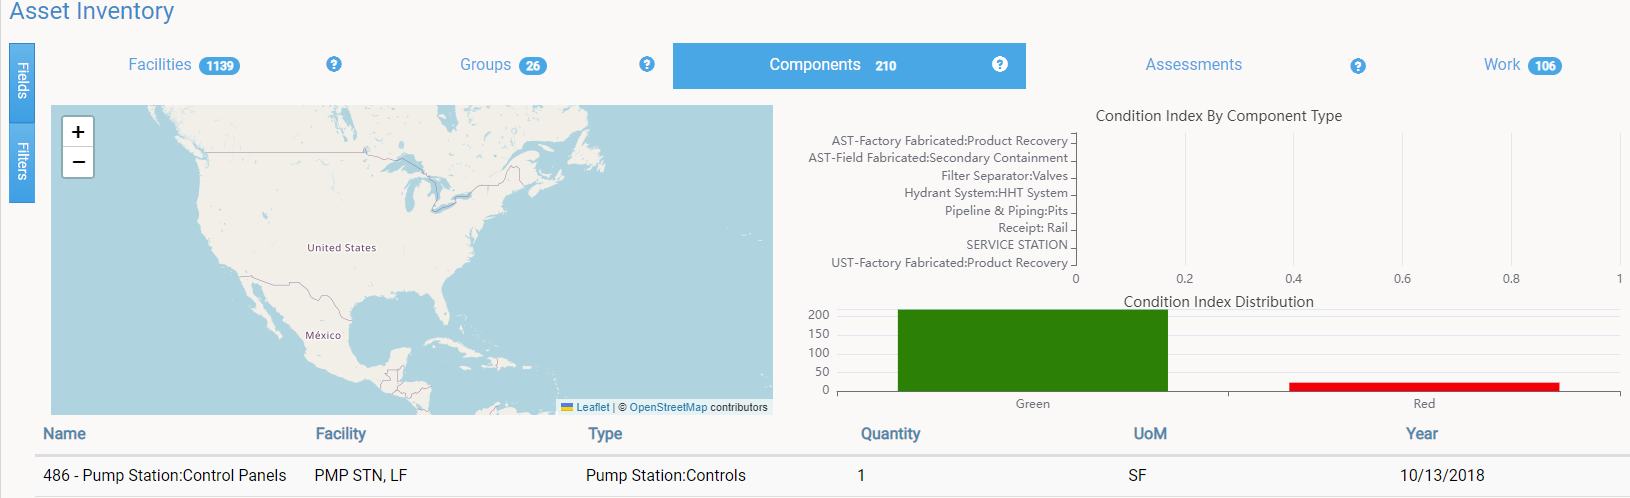 Asset Inventory
Fields
Filters
Facilities 1139 ?
Groups 26 ?
Components 210 ?
Assessments ?
Work 106
+
−
United States
México
Leaflet | © OpenStreetMap contributors
Condition Index By Component Type
AST-Factory Fabricated:Product Recovery
AST-Field Fabricated:Secondary Containment
Filter Separator:Valves
Hydrant System:HHT System
Pipeline & Piping:Pits
Receipt: Rail
SERVICE STATION
UST-Factory Fabricated:Product Recovery
0 0.2 0.4 0.6 0.8 1
Condition Index Distribution
200
150
100
50
0
Green Red
Name Facility Type Quantity UoM Year
486 - Pump Station:Control Panels PMP STN, LF Pump Station:Controls 1 SF 10/13/2018